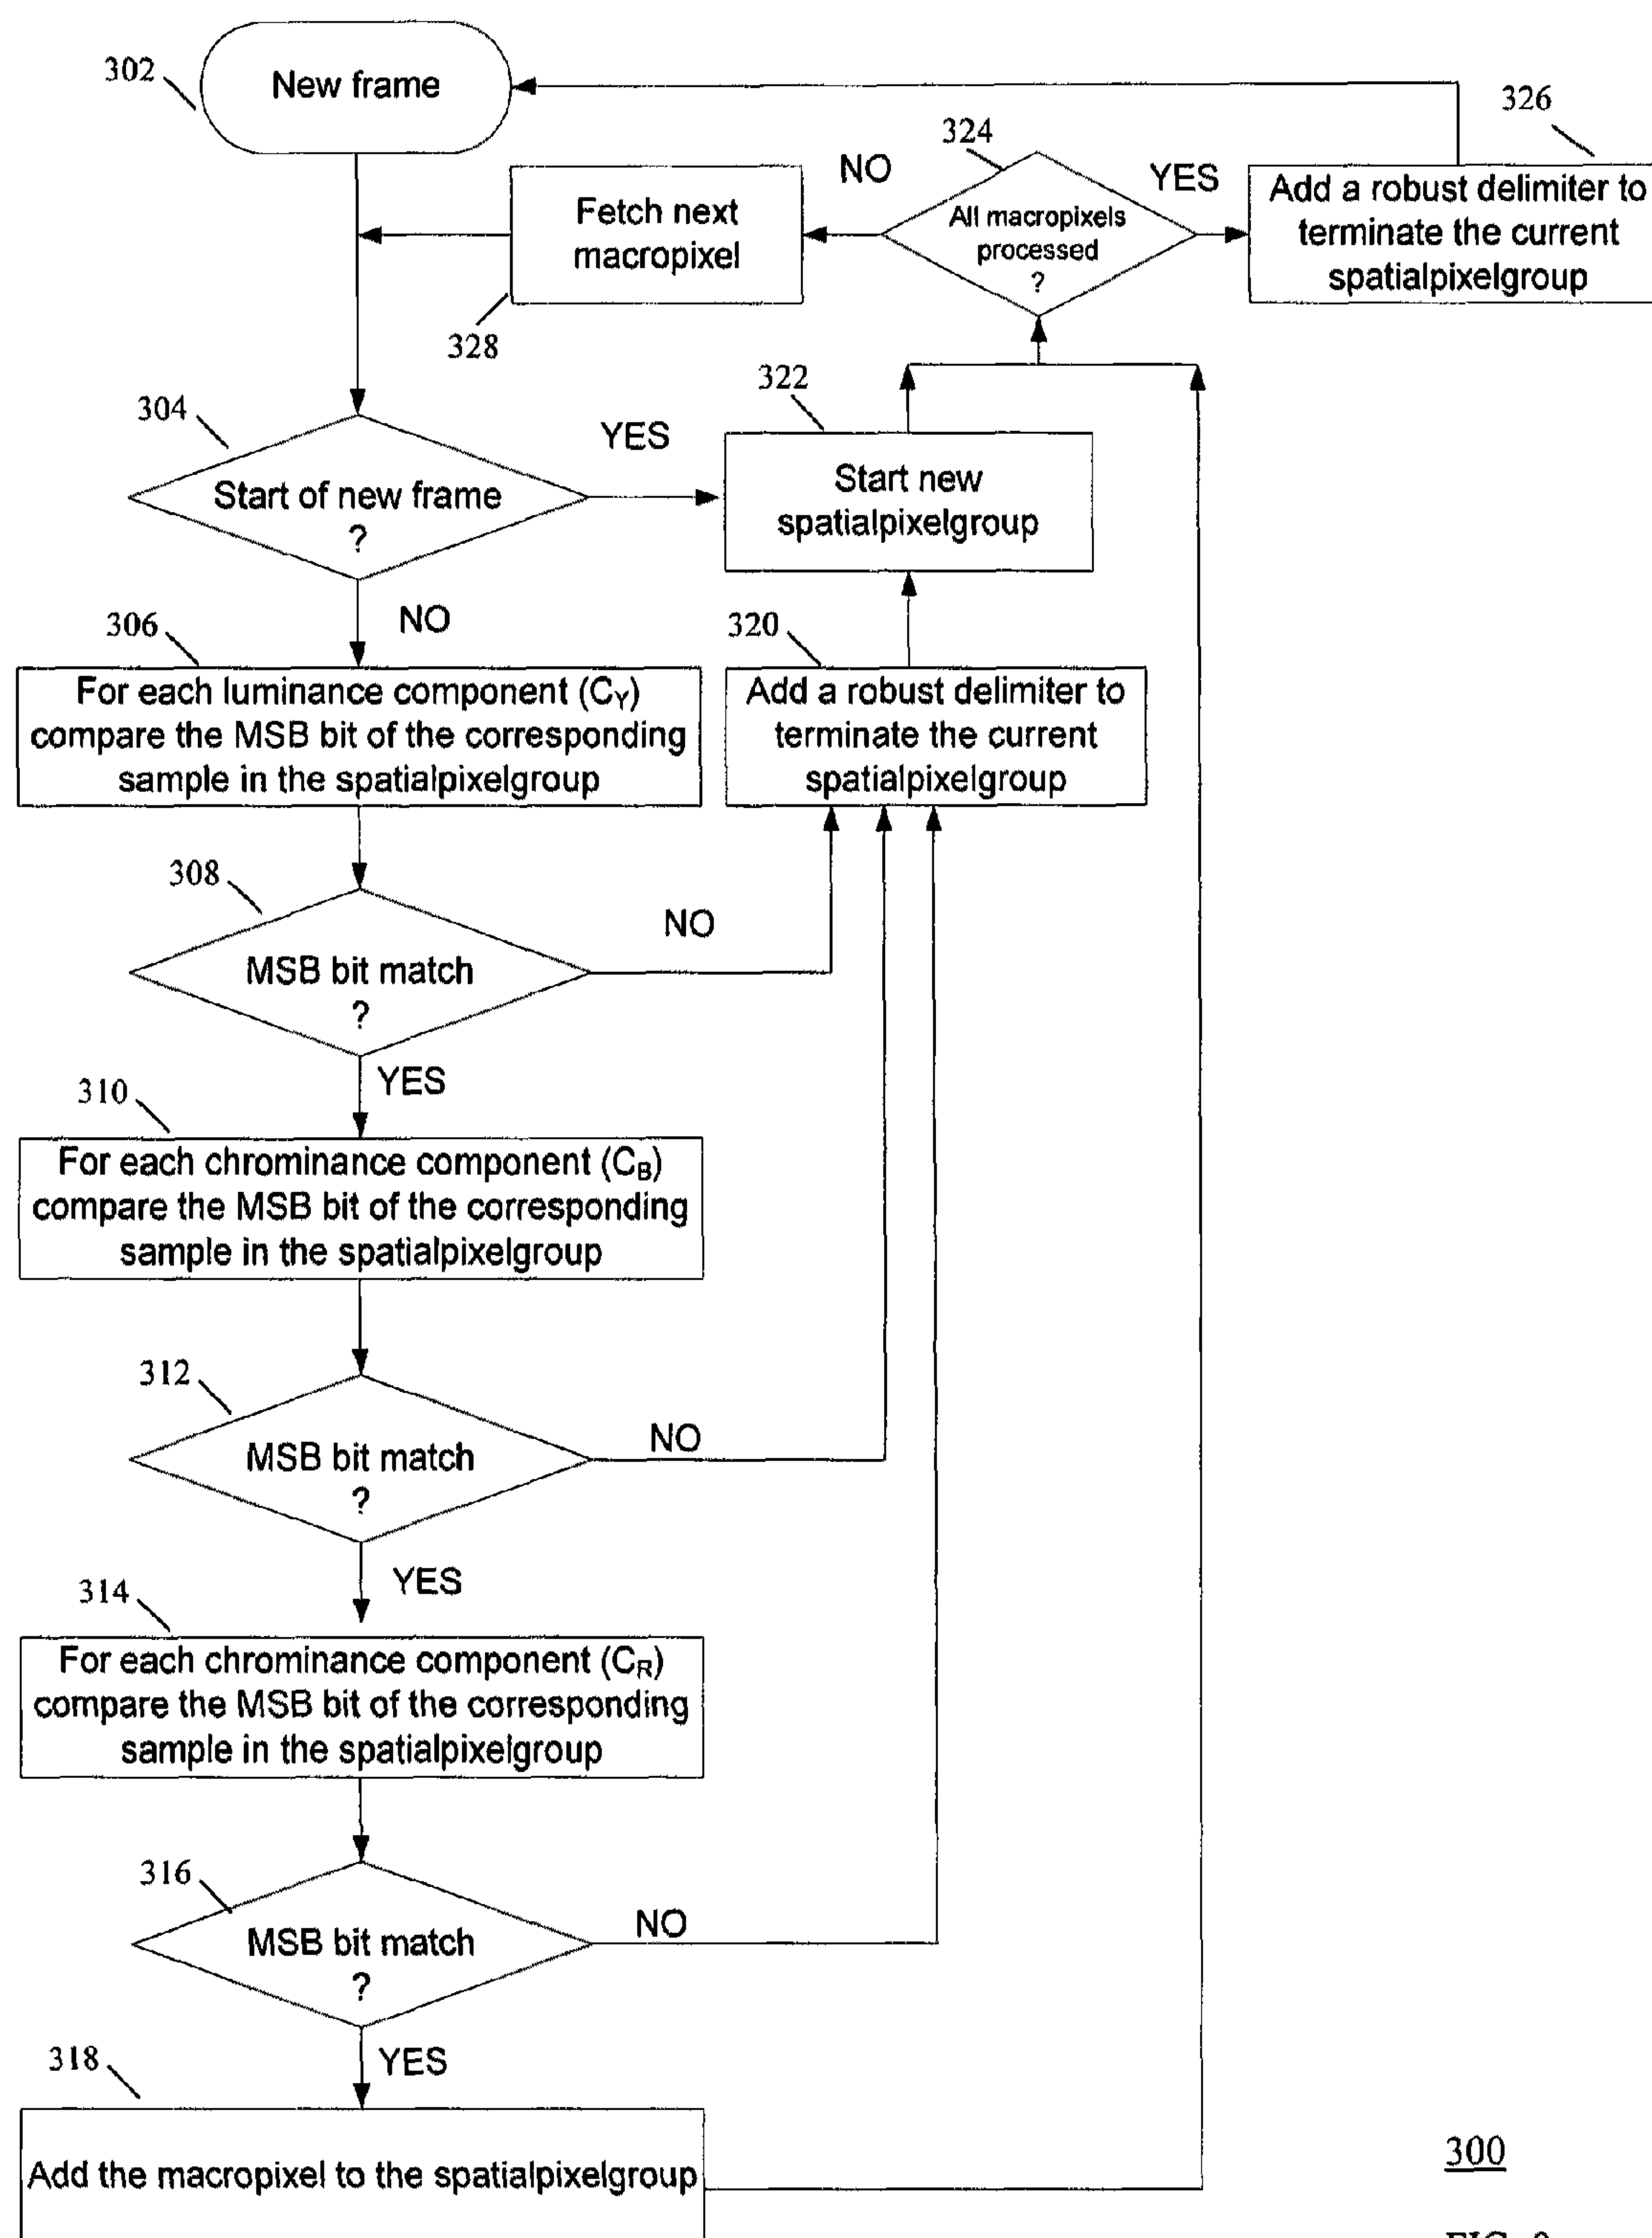 302
New frame
326
324
NO
YES
Fetch next
macropixel
All macropixels
processed
?
Add a robust delimiter to
terminate the current
spatialpixelgroup
328
322
304
YES
Start of new frame
?
Start new
spatialpixelgroup
NO
306
320
For each luminance component (CY)
compare the MSB bit of the corresponding
sample in the spatialpixelgroup
Add a robust delimiter to
terminate the current
spatialpixelgroup
308
NO
MSB bit match
?
YES
310
For each chrominance component (CB)
compare the MSB bit of the corresponding
sample in the spatialpixelgroup
312
NO
MSB bit match
?
YES
314
For each chrominance component (CR)
compare the MSB bit of the corresponding
sample in the spatialpixelgroup
316
NO
MSB bit match
?
YES
318
Add the macropixel to the spatialpixelgroup
300